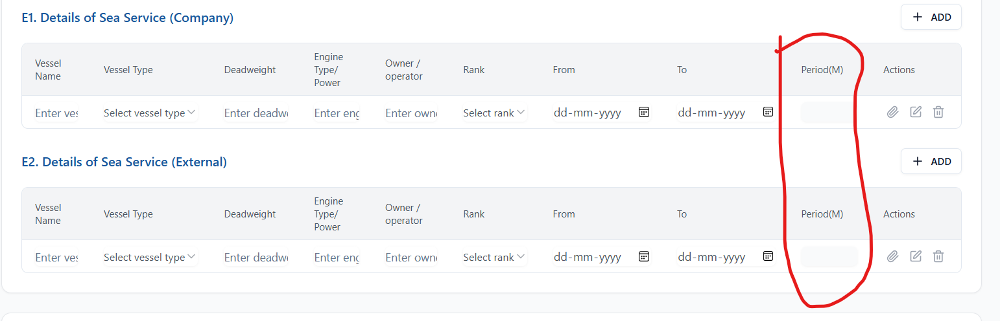 E1. Details of Sea Service (Company)
+ ADD
Vessel Name
Vessel Type
Deadweight
Engine Type/ Power
Owner / operator
Rank
From
To
Period(M)
Actions
Enter ves
Select vessel type
Enter deadw
Enter eng
Enter owne
Select rank
dd-mm-yyyy
dd-mm-yyyy
E2. Details of Sea Service (External)
+ ADD
Vessel Name
Vessel Type
Deadweight
Engine Type/ Power
Owner / operator
Rank
From
To
Period(M)
Actions
Enter ves
Select vessel type
Enter deadw
Enter eng
Enter owne
Select rank
dd-mm-yyyy
dd-mm-yyyy